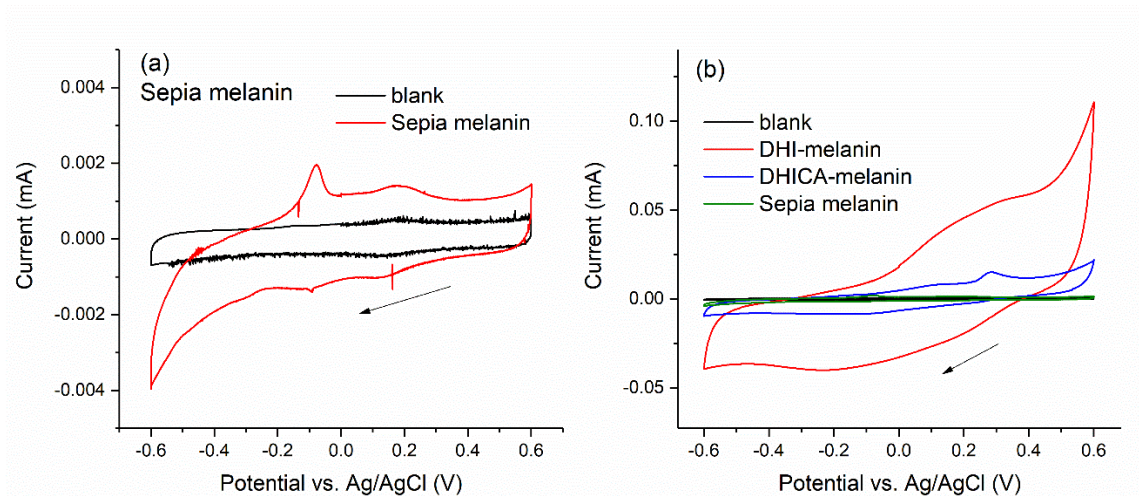 (a)
Sepia melanin
blank
Sepia melanin
0.004
0.002
0.000
-0.002
-0.004
Current (mA)
-0.6 -0.4 -0.2 0.0 0.2 0.4 0.6
Potential vs. Ag/AgCl (V)
(b)
blank
DHI-melanin
DHICA-melanin
Sepia melanin
0.10
0.05
0.00
-0.05
Current (mA)
-0.6 -0.4 -0.2 0.0 0.2 0.4 0.6
Potential vs. Ag/AgCl (V)